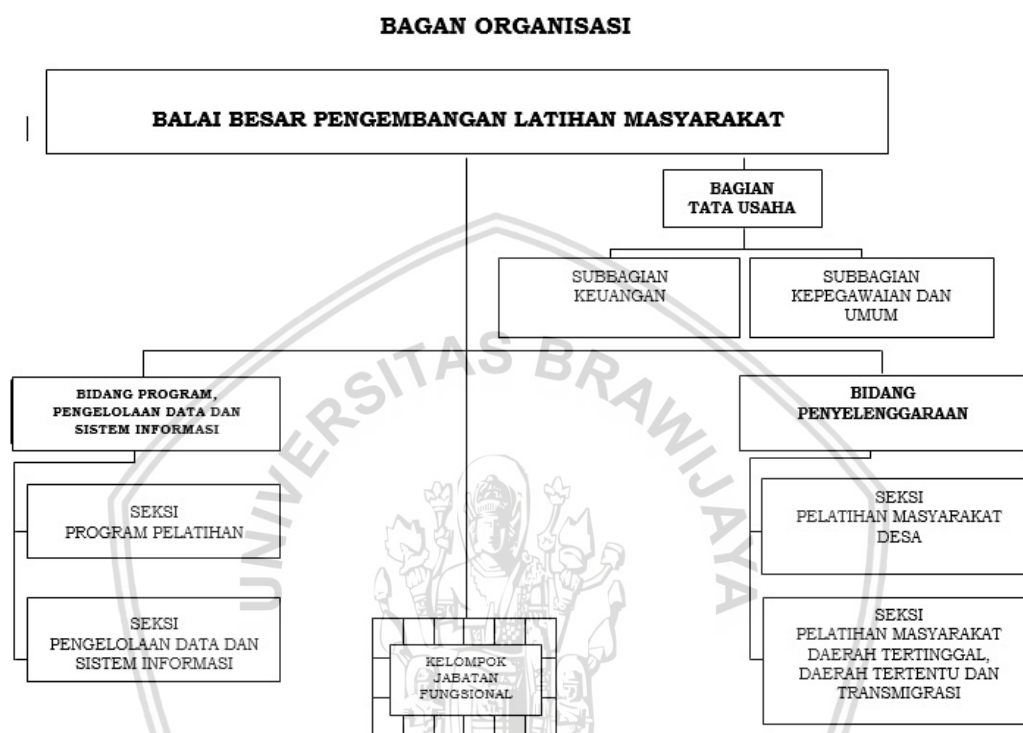 BAGAN ORGANISASI
BALAI BESAR PENGEMBANGAN LATIHAN MASYARAKAT
BAGIAN
TATA USAHA
SUBBAGIAN
KEUANGAN
SUBBAGIAN
KEPEGAWAIAN DAN
UMUM
BIDANG PROGRAM,
PENGELOLAAN DATA DAN
SISTEM INFORMASI
BIDANG
PENYELENGGARAAN
SEKSI
PROGRAM PELATIHAN
SEKSI
PENGELOLAAN DATA DAN
SISTEM INFORMASI
SEKSI
PELATIHAN MASYARAKAT
DESA
SEKSI
PELATIHAN MASYARAKAT
DAERAH TERTINGGAL,
DAERAH TERTENTU DAN
TRANSMIGRASI
KELOMPOK
JABATAN
FUNGSIONAL
UNIVERSITAS BRAWIJAYA